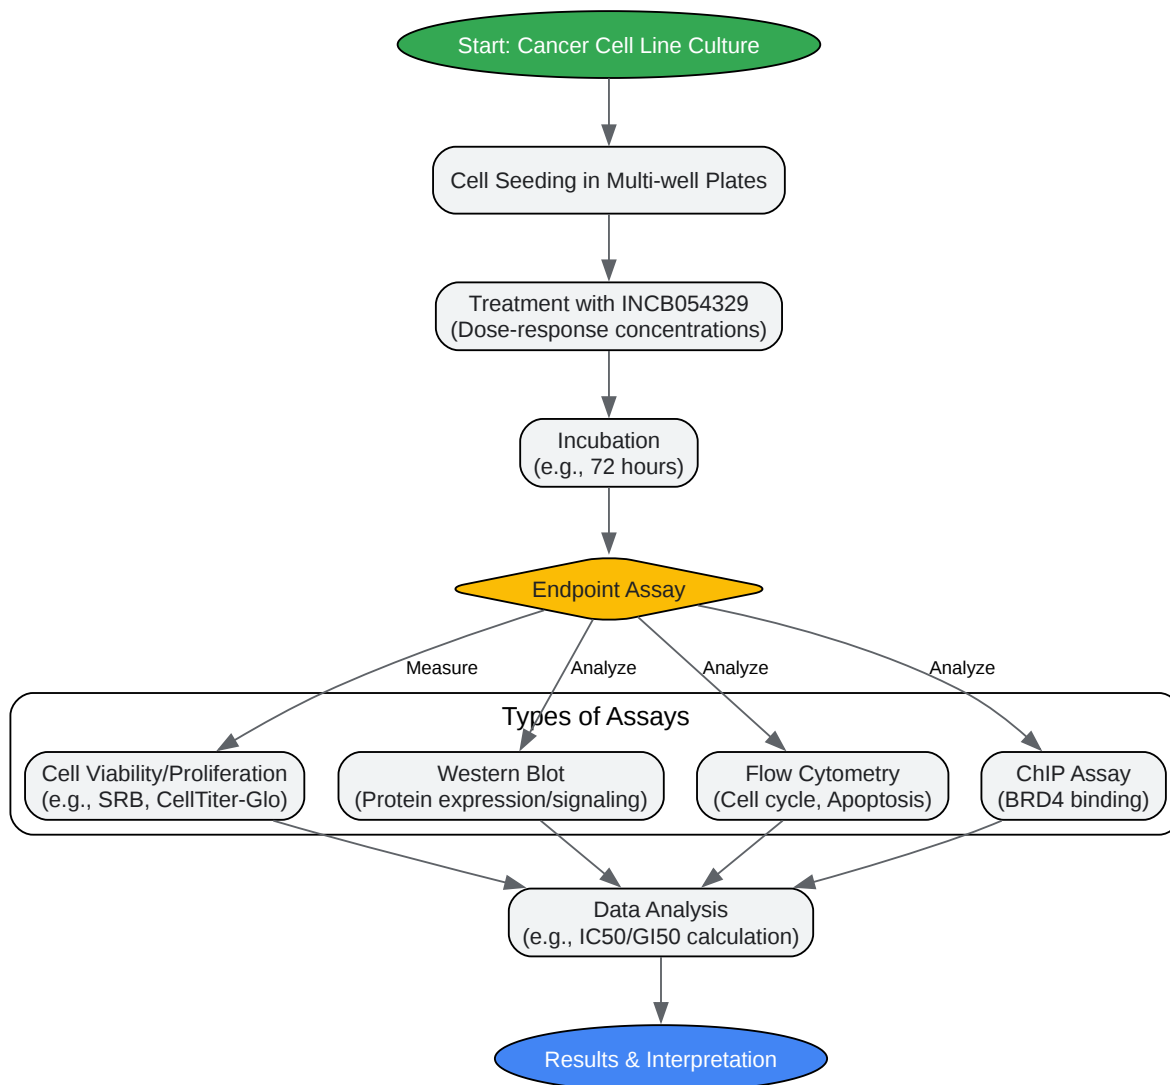 Start: Cancer Cell Line Culture
Cell Seeding in Multi-well Plates
Treatment with INCB054329
(Dose-response concentrations)
Incubation
(e.g., 72 hours)
Endpoint Assay
Measure
Analyze
Analyze
Analyze
Types of Assays
Cell Viability/Proliferation
(e.g., SRB, CellTiter-Glo)
Western Blot
(Protein expression/signaling)
Flow Cytometry
(Cell cycle, Apoptosis)
ChIP Assay
(BRD4 binding)
Data Analysis
(e.g., IC50/GI50 calculation)
Results & Interpretation